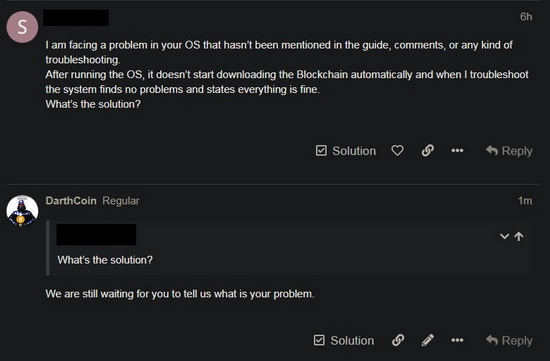 S
6h
I am facing a problem in your OS that hasn't been mentioned in the guide, comments, or any kind of
troubleshooting.
After running the OS, it doesn't start downloading the Blockchain automatically and when I troubleshoot
the system finds no problems and states everything is fine.
What's the solution?
Solution
Reply
DarthCoin Regular
1m
What's the solution?
We are still waiting for you to tell us what is your problem.
Solution
Reply